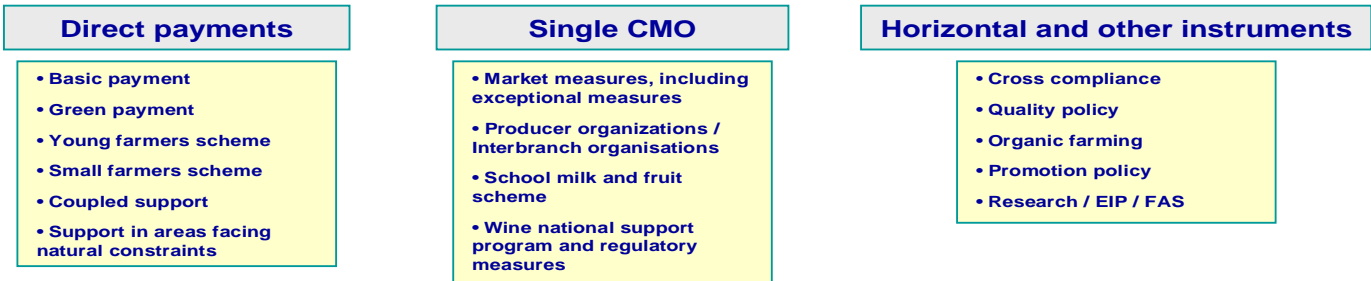 Direct payments
• Basic payment
• Green payment
• Young farmers scheme
• Small farmers scheme
• Coupled support
• Support in areas facing
natural constraints
Single CMO
• Market measures, including
exceptional measures
• Producer organizations /
Interbranch organisations
• School milk and fruit
scheme
• Wine national support
program and regulatory
measures
Horizontal and other instruments
• Cross compliance
• Quality policy
• Organic farming
• Promotion policy
• Research / EIP / FAS